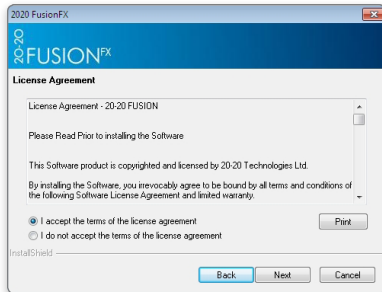 2020 FusionFX
20-20
FUSIONFX
License Agreement
License Agreement - 20-20 FUSION
Please Read Prior to installing the Software
This Software product is copyrighted and licensed by 20-20 Technologies Ltd.
By installing the Software, you irrevocably agree to be bound by all terms and conditions of
the following Software License Agreement and limited warranty.
I accept the terms of the license agreement
Print
I do not accept the terms of the license agreement
InstallShield
Back
Next
Cancel